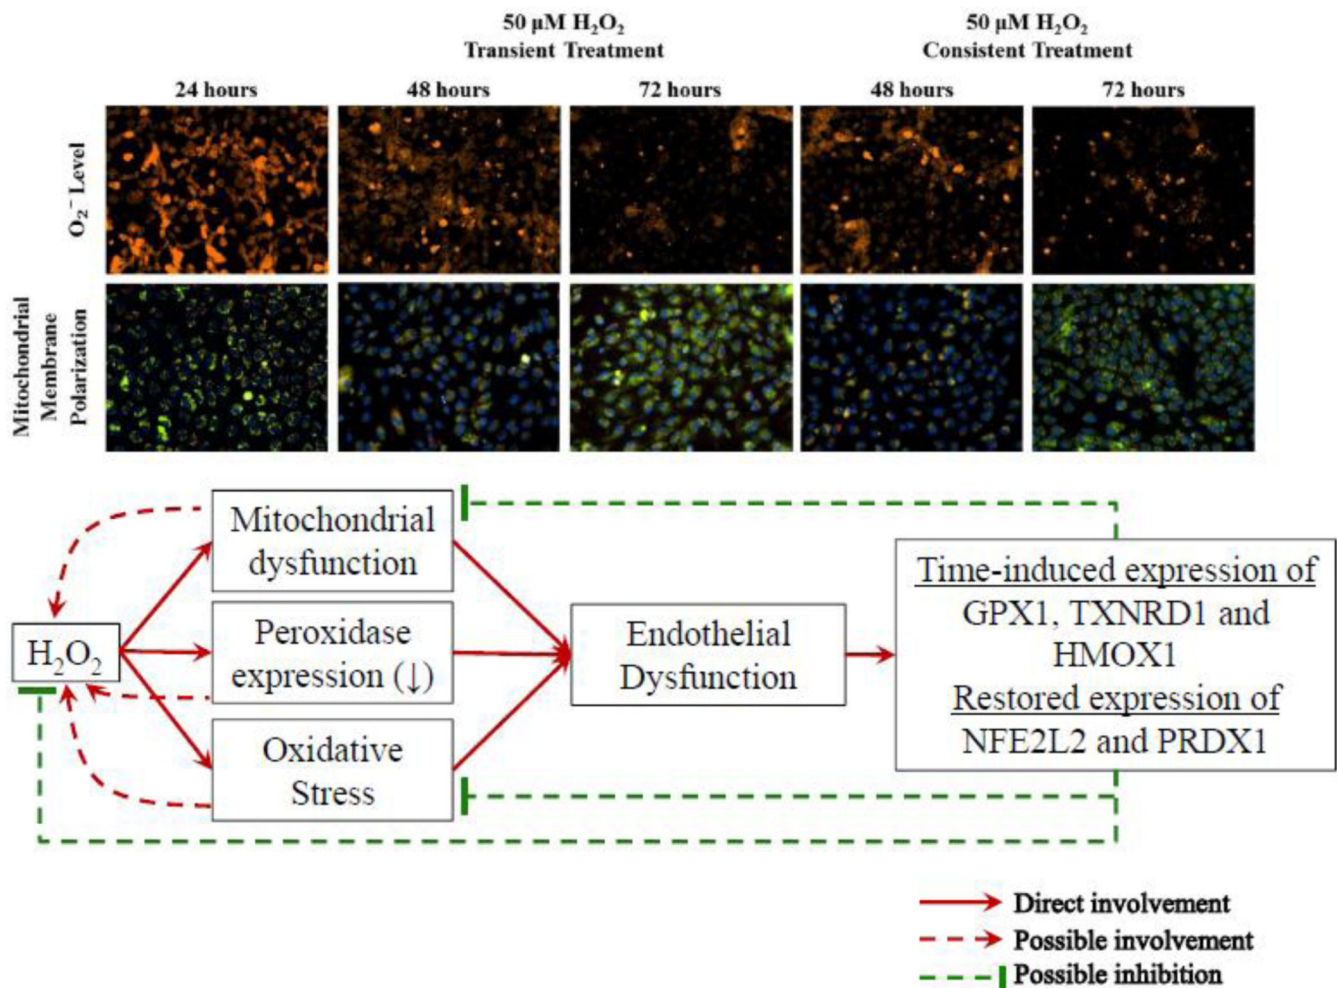 50 µM H₂O₂
Transient Treatment
50 µM H₂O₂
Consistent Treatment
24 hours
48 hours
72 hours
48 hours
72 hours
O₂⁻ Level
Mitochondrial
Membrane
Polarization
Mitochondrial
dysfunction
Peroxidase
expression (↓)
Oxidative
Stress
H₂O₂
Endothelial
Dysfunction
Time-induced expression of
GPX1, TXNRD1 and
HMOX1
Restored expression of
NFE2L2 and PRDX1
Direct involvement
Possible involvement
Possible inhibition